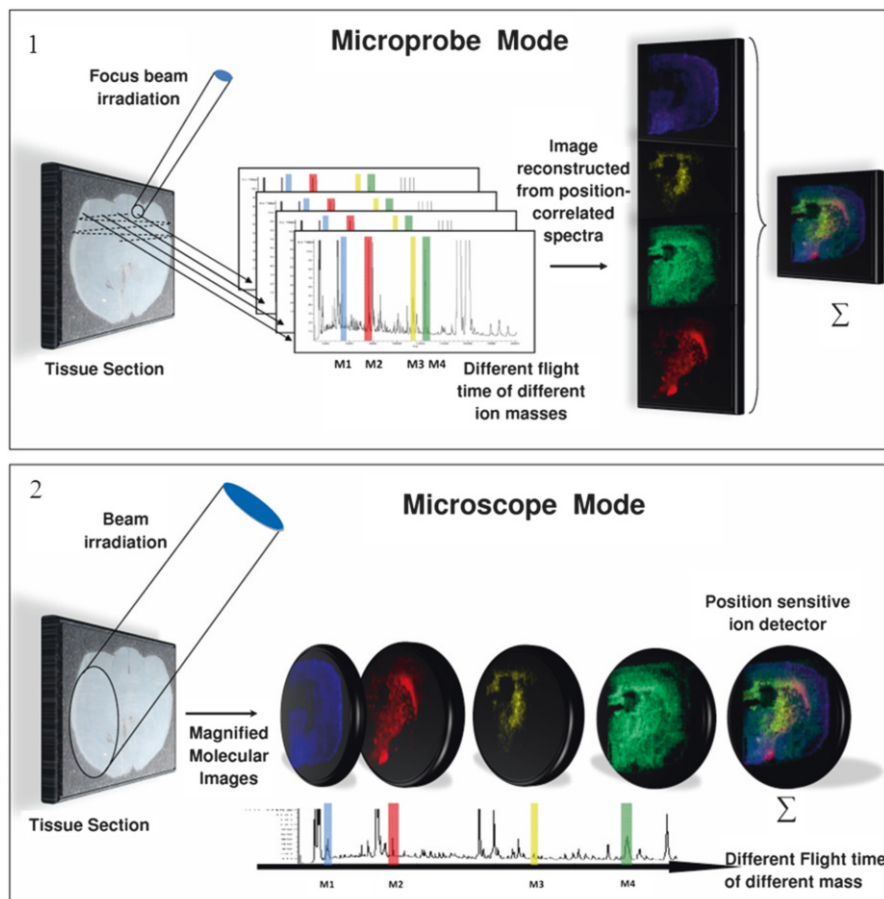 1
Microprobe Mode
Focus beam
irradiation
Image
reconstructed
from position-
correlated
spectra
Tissue Section
M1 M2 M3 M4
Different flight
time of different
ion masses
Σ
2
Microscope Mode
Beam
irradiation
Position sensitive
ion detector
Magnified
Molecular
Images
Tissue Section
Σ
M1 M2 M3 M4
Different Flight time
of different mass